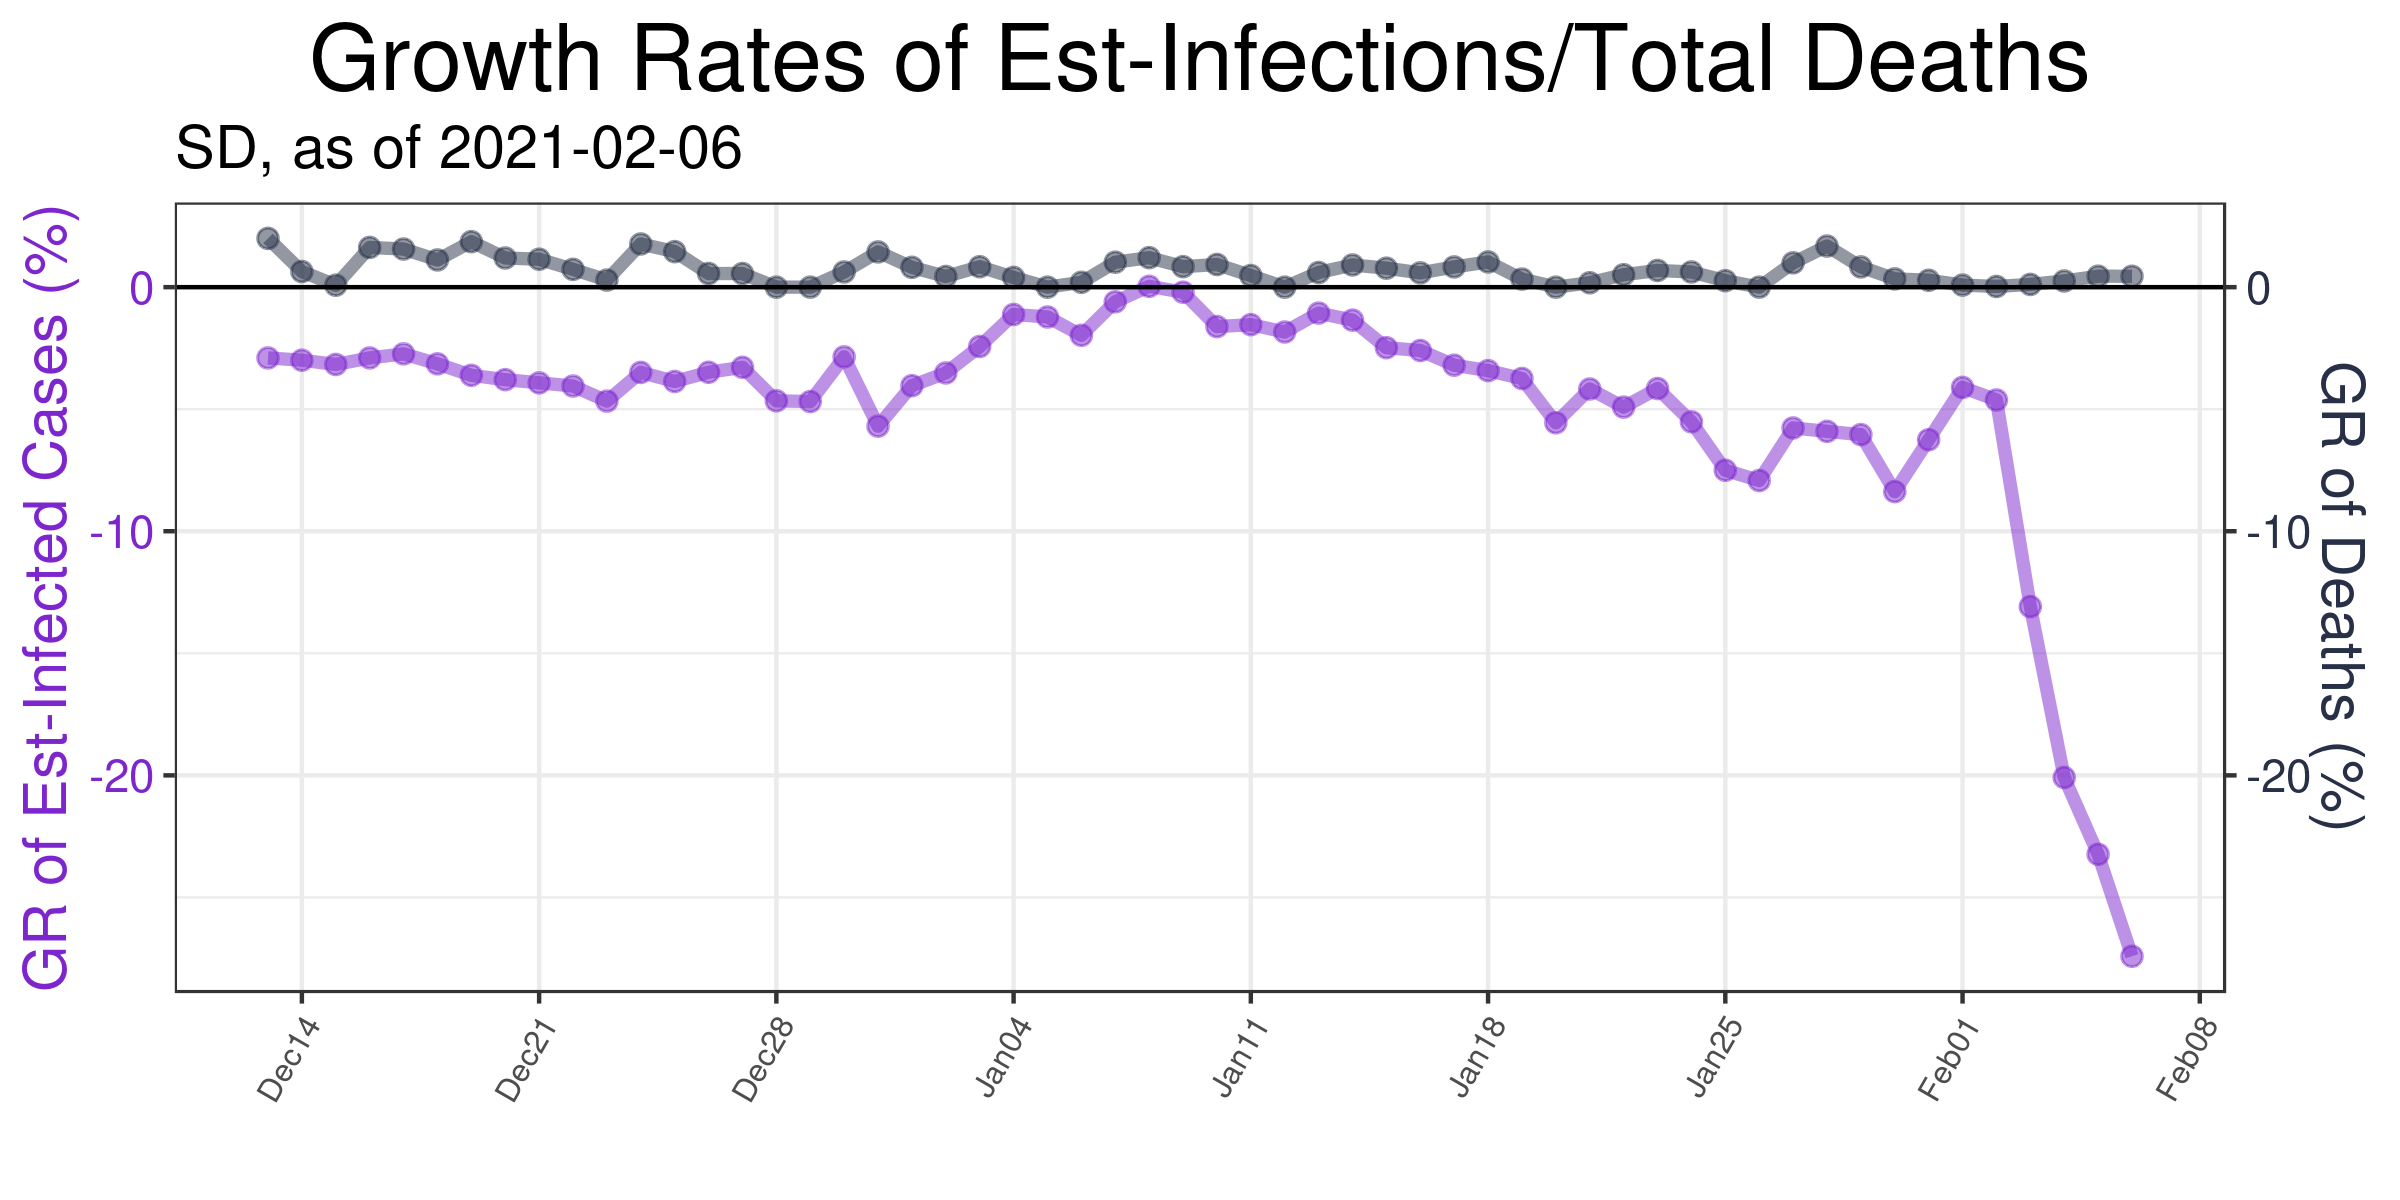 Growth Rates of Est-Infections/Total Deaths
SD, as of 2021-02-06
GR of Est-Infected Cases (%)
0
-10
-20
0
-10
-20
GR of Deaths (%)
Dec14
Dec21
Dec28
Jan04
Jan11
Jan18
Jan25
Feb01
Feb08